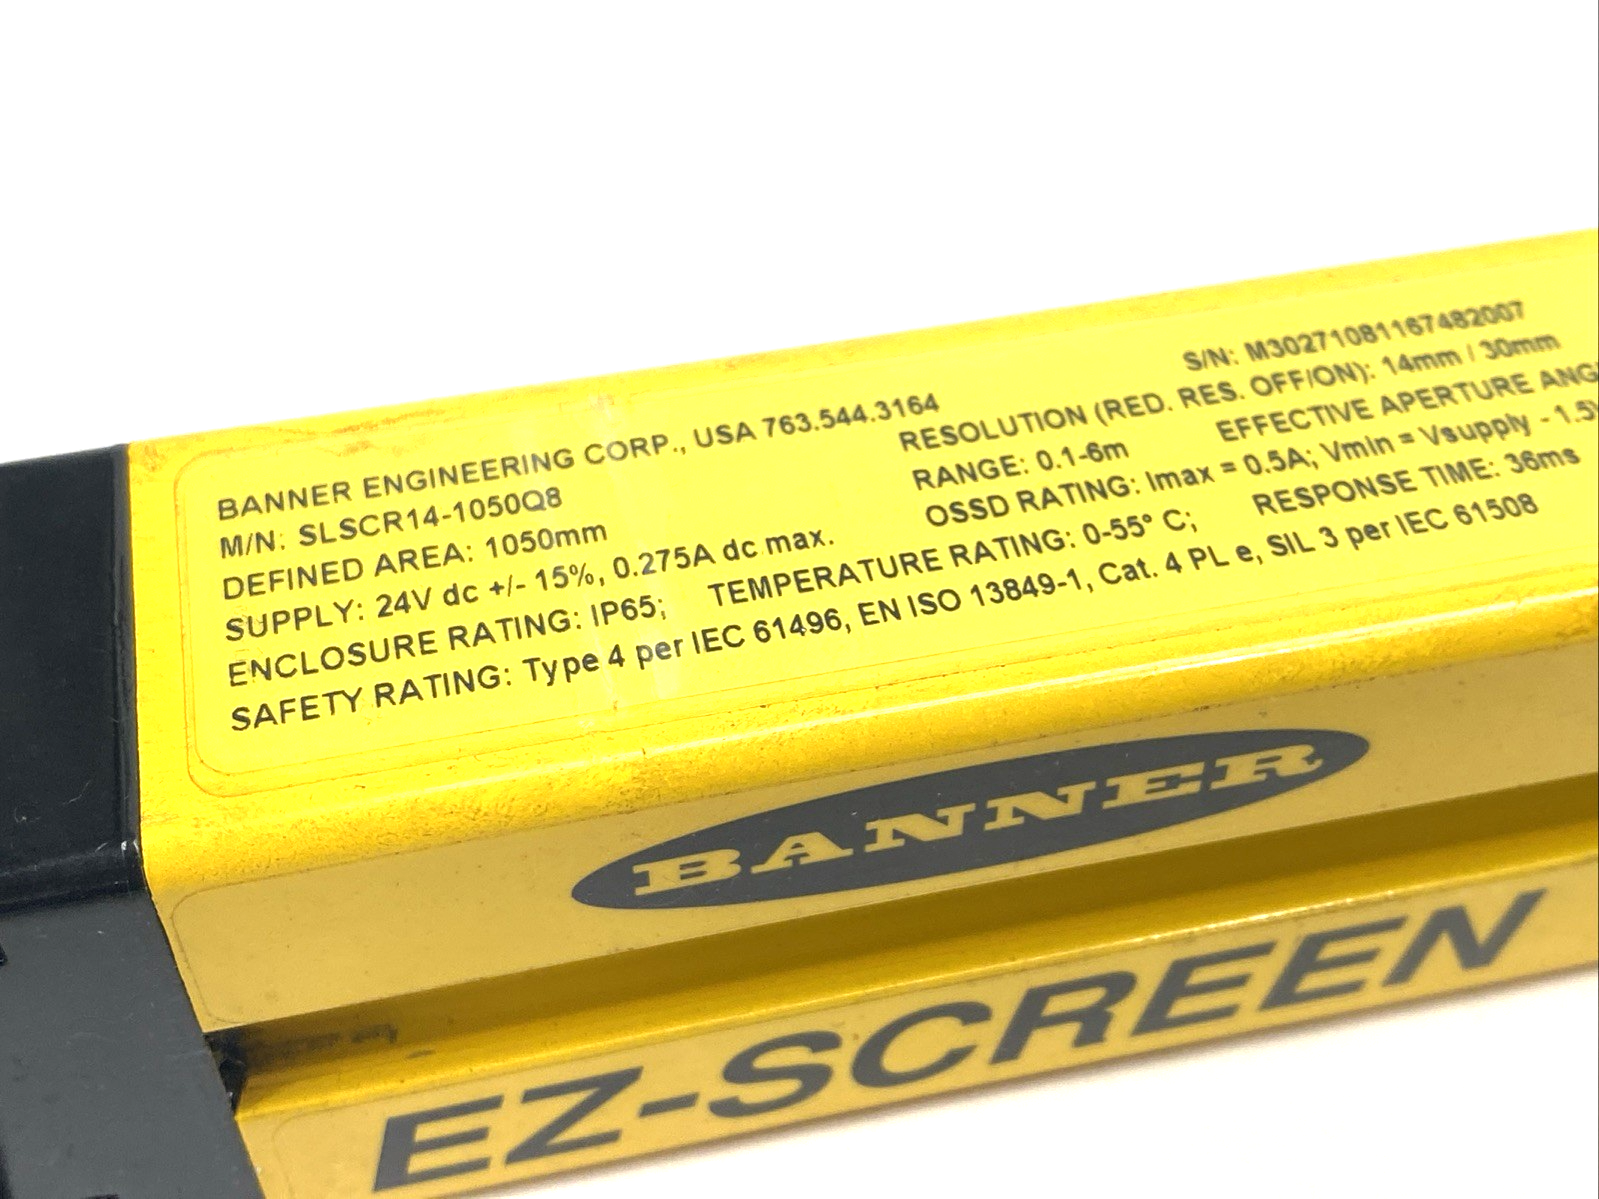 S/N: M30271081167482007
BANNER ENGINEERING CORP., USA 763.544.3164
RESOLUTION (RED. RES. OFF/ON): 14mm / 30mm
M/N: SLSCR14-1050Q8
RANGE: 0.1-6m EFFECTIVE APERTURE
DEFINED AREA: 1050mm
OSSD RATING: Imax = 0.5A; Vmin = Vsupply - 1.5V
SUPPLY: 24V dc +/- 15%, 0.275A dc max.
RESPONSE TIME: 36ms
ENCLOSURE RATING: IP65; TEMPERATURE RATING: 0-55° C;
SAFETY RATING: Type 4 per IEC 61496, EN ISO 13849-1, Cat. 4 PL e, SIL 3 per IEC 61508
BANNER
EZ-SCREEN